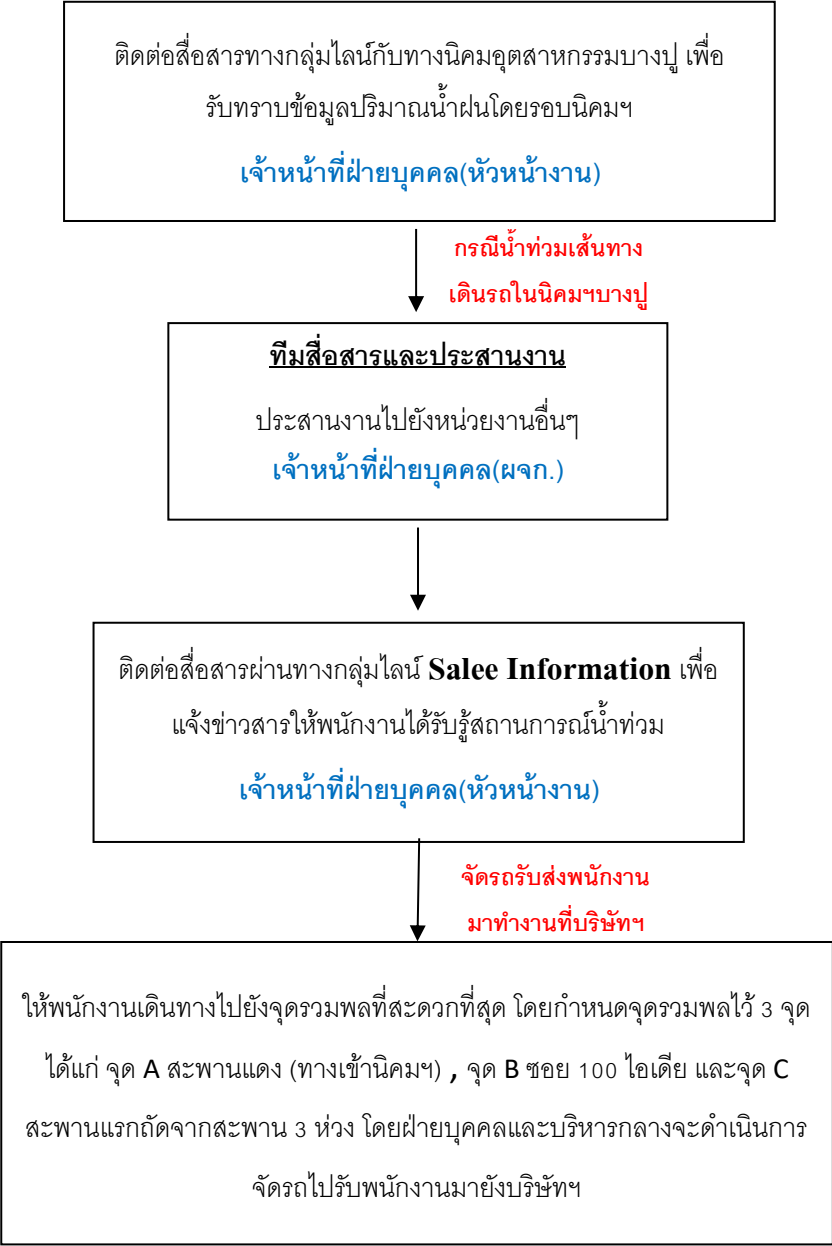 ติดต่อสื่อสารทางกลุ่มไลน์กับทางนิคมอุตสาหกรรมบางปู เพื่อ
รับทราบข้อมูลปริมาณน้ำฝนโดยรอบนิคมฯ
เจ้าหน้าที่ฝ่ายบุคคล(หัวหน้างาน)
กรณีน้ำท่วมเส้นทาง
เดินรถในนิคมฯบางปู
ทีมสื่อสารและประสานงาน
ประสานงานไปยังหน่วยงานอื่นๆ
เจ้าหน้าที่ฝ่ายบุคคล(ผจก.)
ติดต่อสื่อสารผ่านทางกลุ่มไลน์ Salee Information เพื่อ
แจ้งข่าวสารให้พนักงานได้รับรู้สถานการณ์น้ำท่วม
เจ้าหน้าที่ฝ่ายบุคคล(หัวหน้างาน)
จัดรถรับส่งพนักงาน
มาทำงานที่บริษัทฯ
ให้พนักงานเดินทางไปยังจุดรวมพลที่สะดวกที่สุด โดยกำหนดจุดรวมพลไว้ 3 จุด
ได้แก่ จุด A สะพานแดง (ทางเข้านิคมฯ) , จุด B ซอย 100 ไอเดีย และจุด C
สะพานแรกถัดจากสะพาน 3 ห่วง โดยฝ่ายบุคคลและบริหารกลางจะดำเนินการ
จัดรถไปรับพนักงานมายังบริษัทฯ